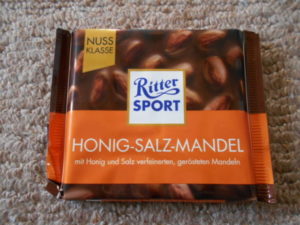 NUSS
KLASSE
Ritter
SPORT
HONIG-SALZ-MANDEL
mit Honig und Salz verfeinerten, gerösteten Mandeln